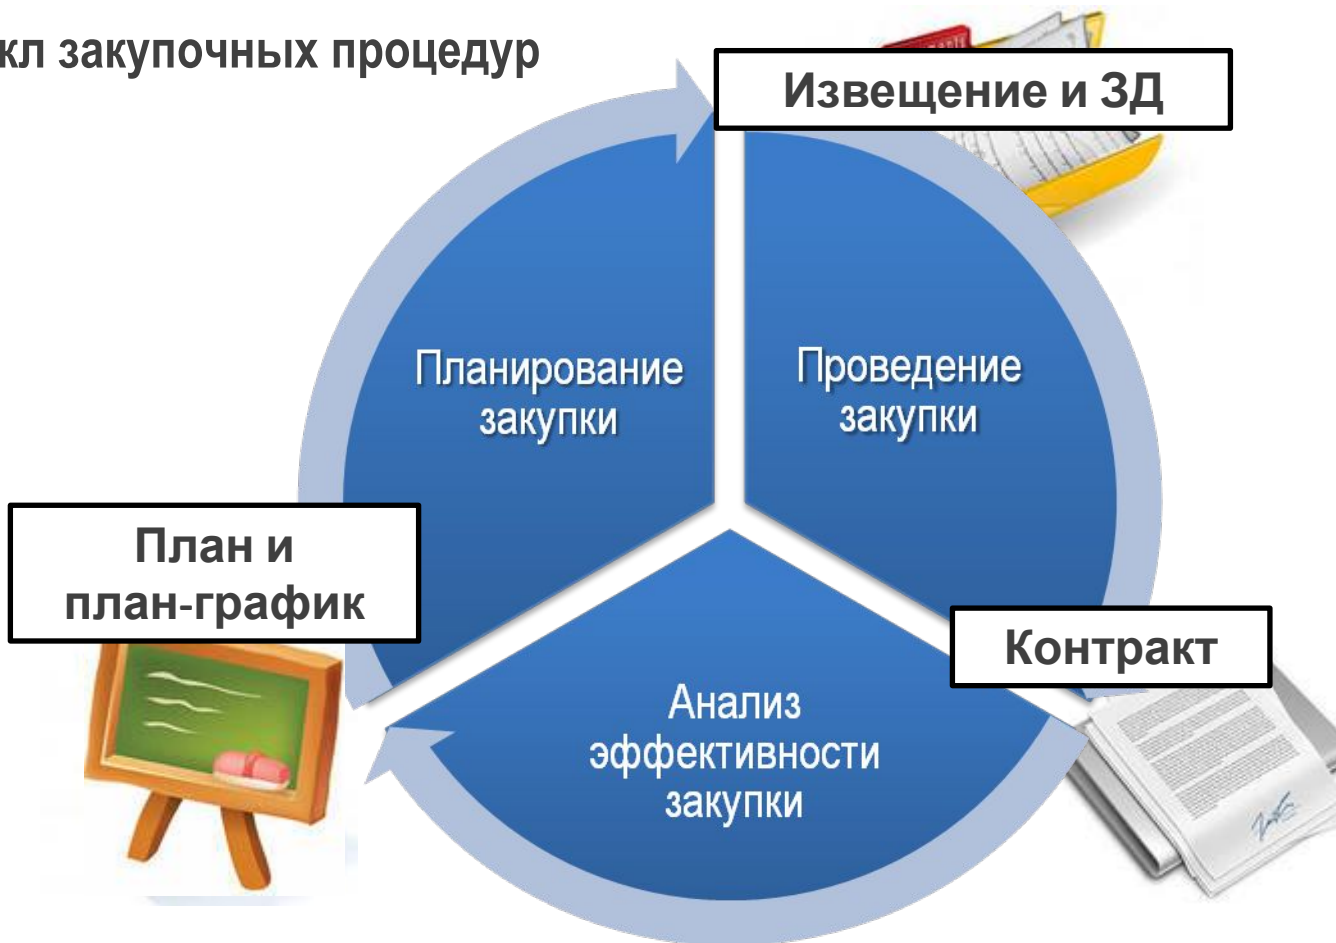 кл закупочных процедур
Извещение и ЗД
Планирование
закупки
Проведение
закупки
План и
план-график
Контракт
Анализ
эффективности
закупки